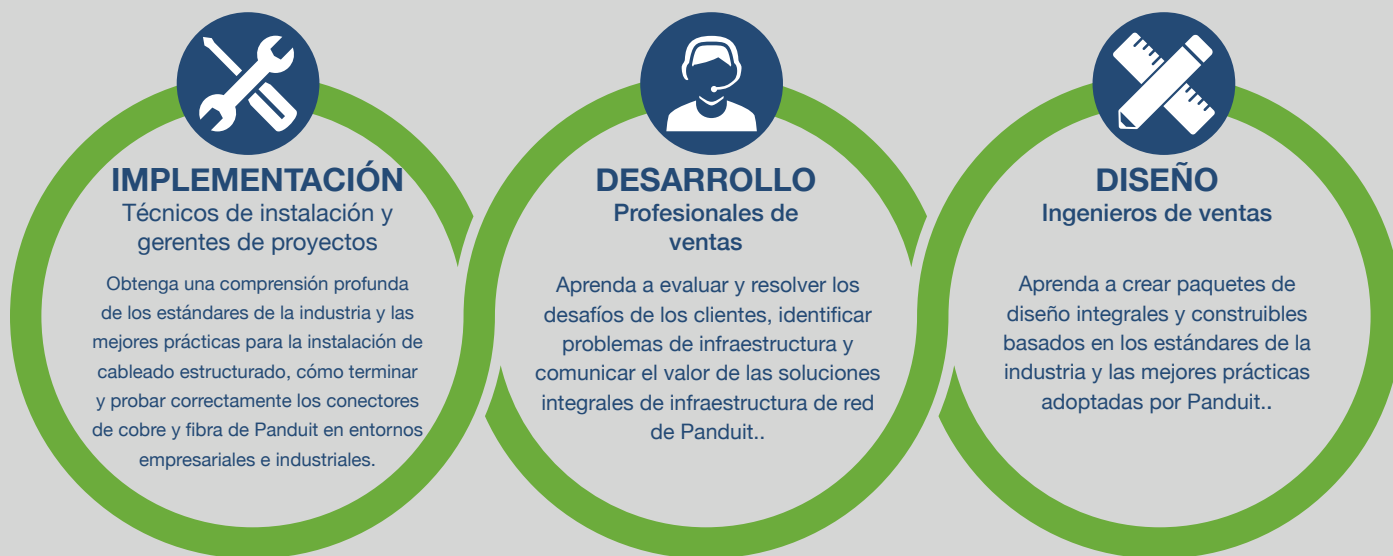 IMPLEMENTACIÓN
Técnicos de instalación y
gerentes de proyectos
Obtenga una comprensión profunda
de los estándares de la industria y las
mejores prácticas para la instalación de
cableado estructurado, cómo terminar
y probar correctamente los conectores
de cobre y fibra de Panduit en entornos
empresariales e industriales.
DESARROLLO
Profesionales de
ventas
Aprenda a evaluar y resolver los
desafíos de los clientes, identificar
problemas de infraestructura y
comunicar el valor de las soluciones
integrales de infraestructura de red
de Panduit..
DISEÑO
Ingenieros de ventas
Aprenda a crear paquetes de
diseño integrales y construibles
basados en los estándares de la
industria y las mejores prácticas
adoptadas por Panduit..